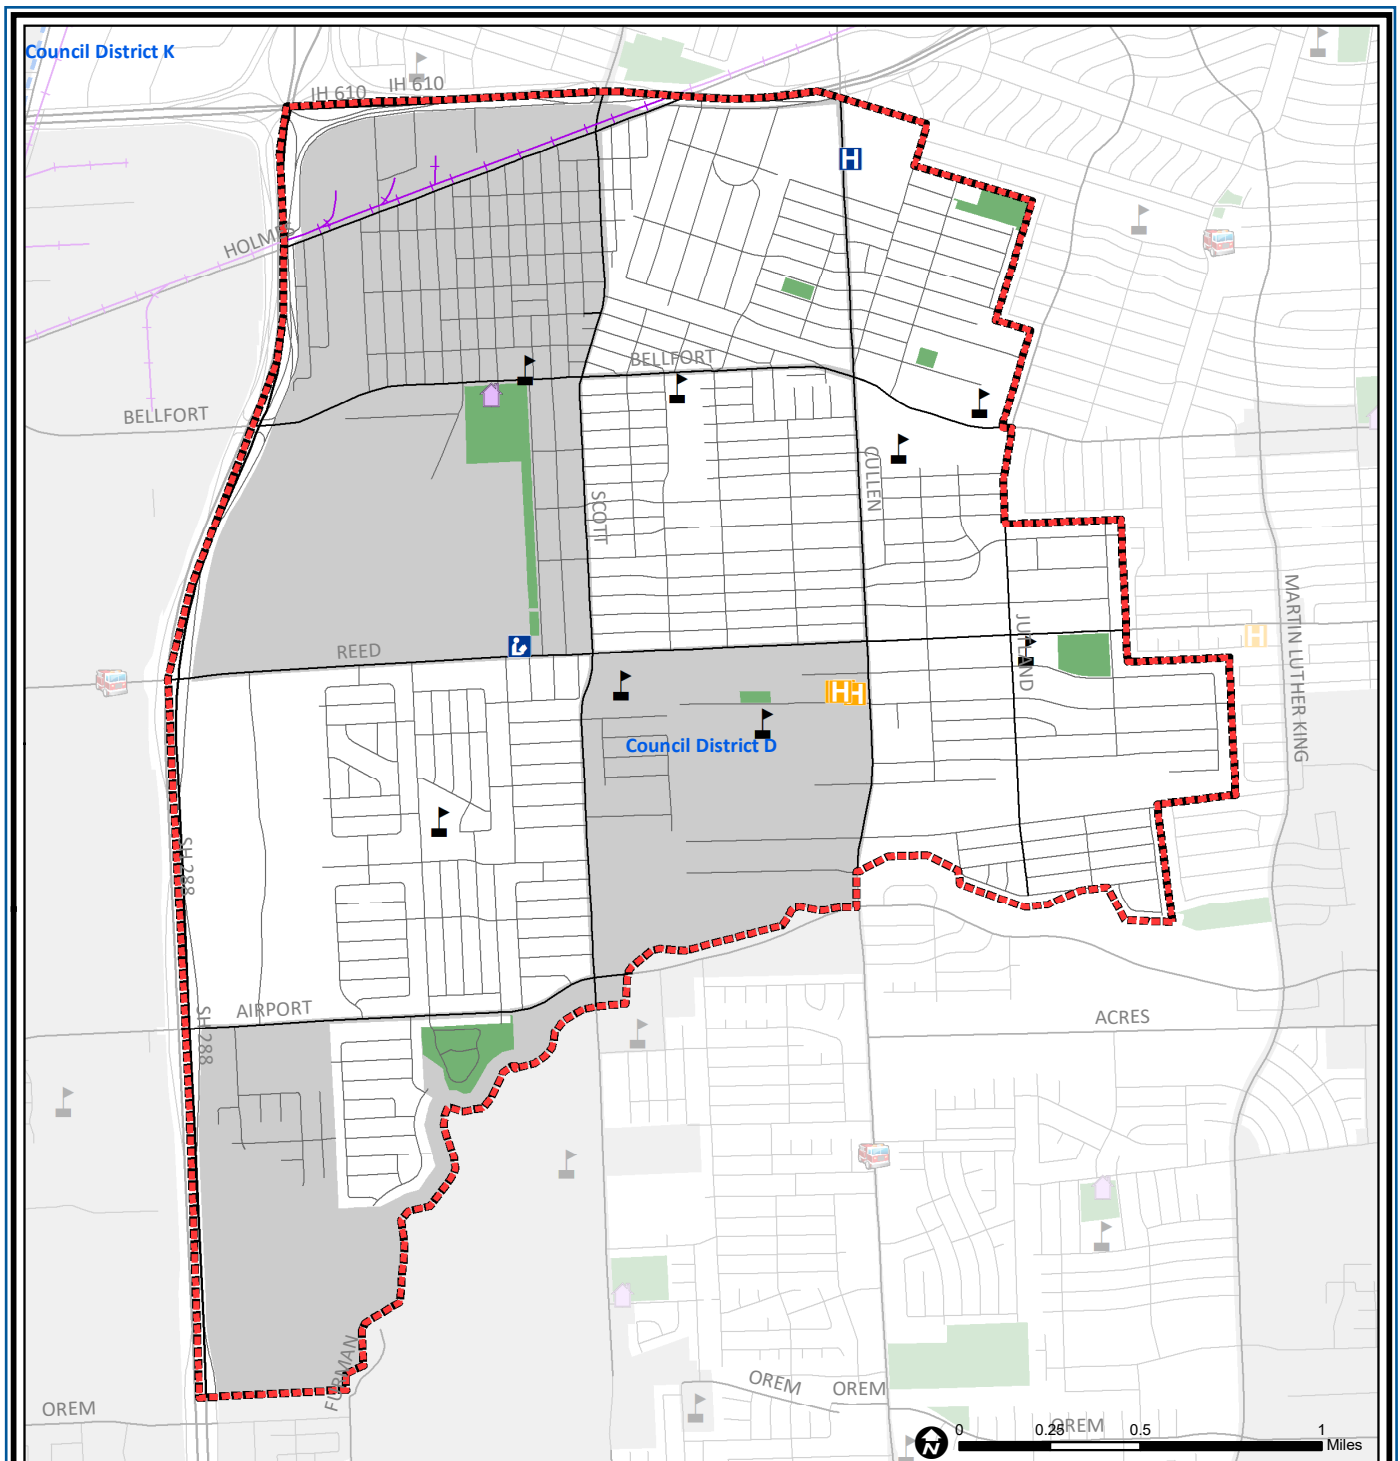 Council District K
IH 610
IH 610
HOLMES
BELLFORT
BELLFORT
CULLEN
SCOTT
MARTIN LUTHER KING
JUTLAND
REED
Council District D
SH 288
AIRPORT
SH 288
ACRES
FURMAN
OREM
OREM
OREM
OREM
N
0
0.25
0.5
1
Miles
H
H
H
H